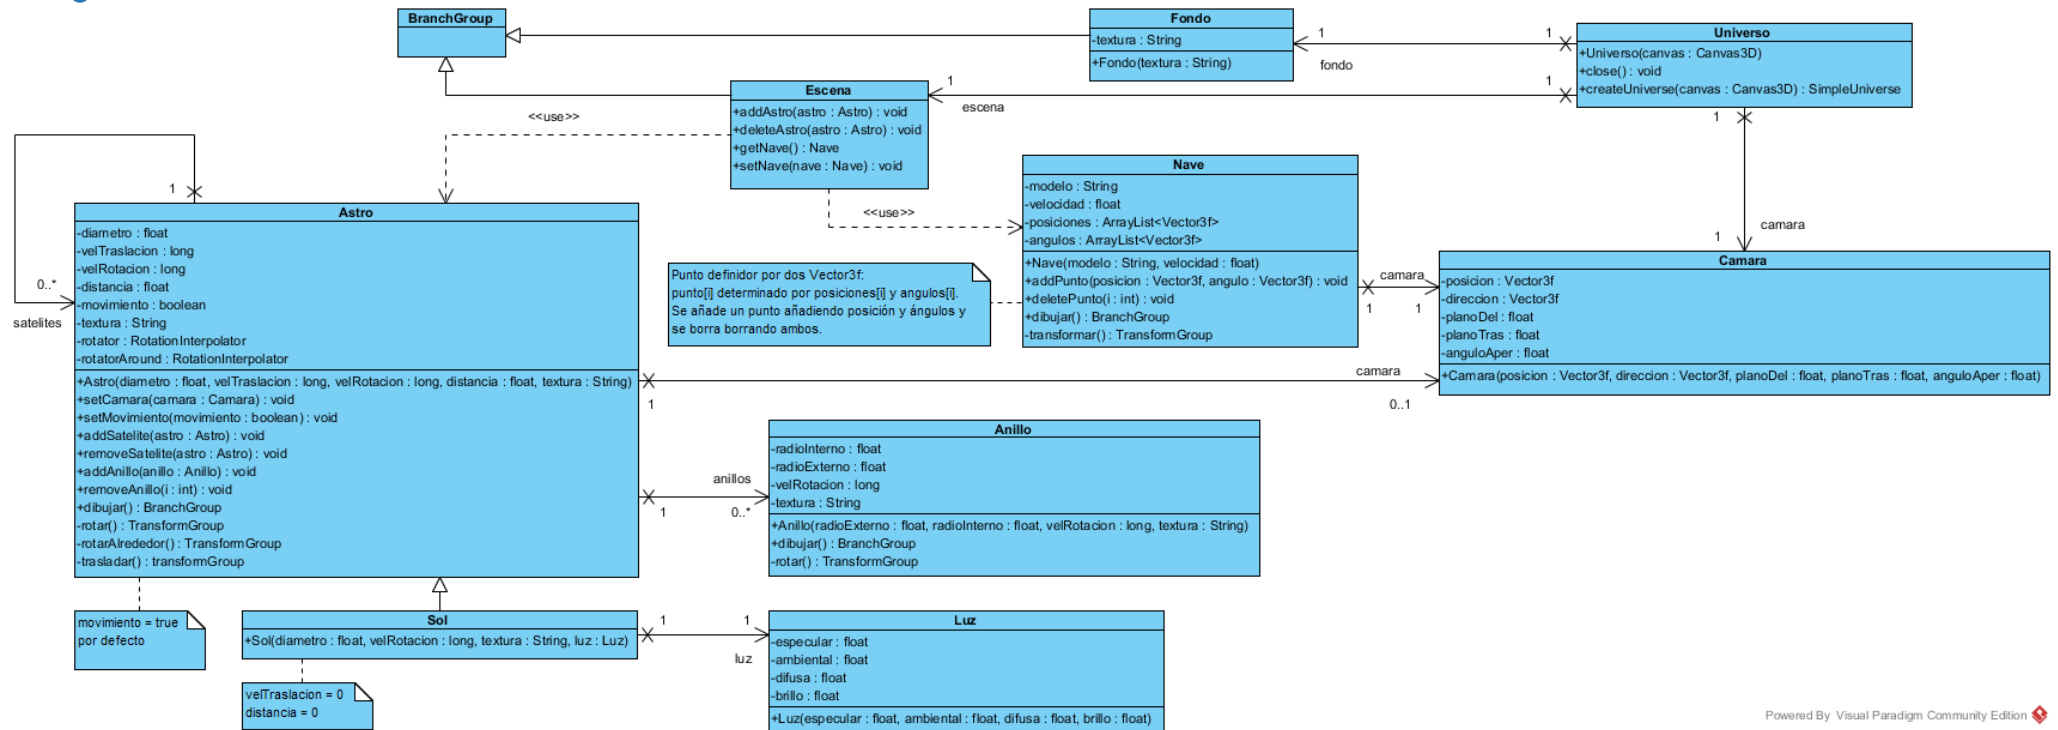 BranchGroup
Fondo
-textura : String
+Fondo(textura : String)
1
fondo
1
Universo
+Universo(canvas : Canvas3D)
+close() : void
+createUniverse(canvas : Canvas3D) : SimpleUniverse
1
escena
1
Escena
+addAstro(astro : Astro) : void
+deleteAstro(astro : Astro) : void
+getNave() : Nave
+setNave(nave : Nave) : void
<<use>>
<<use>>
1
camara
1
Nave
-modelo : String
-velocidad : float
-posiciones : ArrayList<Vector3f>
-angulos : ArrayList<Vector3f>
+Nave(modelo : String, velocidad : float)
+addPunto(posicion : Vector3f, angulo : Vector3f) : void
+deletePunto(i : int) : void
+dibujar() : BranchGroup
-transformar() : TransformGroup
Punto definidor por dos Vector3f:
punto[i] determinado por posiciones[i] y angulos[i].
Se añade un punto añadiendo posición y ángulos y
se borra borrando ambos.
camara
1
1
Camara
-posicion : Vector3f
-direccion : Vector3f
-planoDel : float
-planoTras : float
-anguloAper : float
+Camara(posicion : Vector3f, direccion : Vector3f, planoDel : float, planoTras : float, anguloAper : float)
1
0..*
satelites
Astro
-diametro : float
-velTraslacion : long
-velRotacion : long
-distancia : float
-movimiento : boolean
-textura : String
-rotator : RotationInterpolator
-rotatorAround : RotationInterpolator
+Astro(diametro : float, velTraslacion : long, velRotacion : long, distancia : float, textura : String)
+setCamara(camara : Camara) : void
+setMovimiento(movimiento : boolean) : void
+addSatelite(astro : Astro) : void
+removeSatelite(astro : Astro) : void
+addAnillo(anillo : Anillo) : void
+removeAnillo(i : int) : void
+dibujar() : BranchGroup
-rotar() : TransformGroup
-rotarAlrededor() : TransformGroup
-trasladar() : transformGroup
1
camara
0..1
anillos
1
0..*
Anillo
-radioInterno : float
-radioExterno : float
-velRotacion : long
-textura : String
+Anillo(radioExterno : float, radioInterno : float, velRotacion : long, textura : String)
+dibujar() : BranchGroup
-rotar() : TransformGroup
movimiento = true
por defecto
Sol
+Sol(diametro : float, velRotacion : long, textura : String, luz : Luz)
velTraslacion = 0
distancia = 0
1
1
luz
Luz
-especular : float
-ambiental : float
-difusa : float
-brillo : float
+Luz(especular : float, ambiental : float, difusa : float, brillo : float)
Powered By Visual Paradigm Community Edition